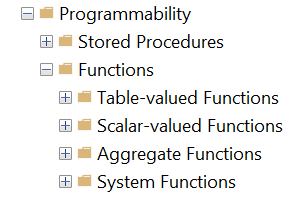 Programmability
Stored Procedures
Functions
Table-valued Functions
Scalar-valued Functions
Aggregate Functions
System Functions